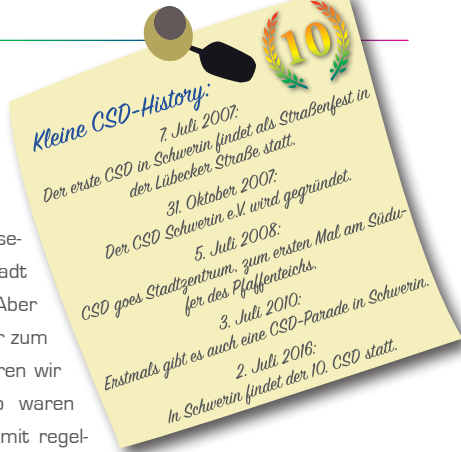 10
Kleine CSD-History:
7. Juli 2007:
Der erste CSD in Schwerin findet als Straßenfest in
der Lübecker Straße statt.
31. Oktober 2007:
Der CSD Schwerin e.V. wird gegründet.
5. Juli 2008:
CSD goes Stadtzentrum, zum ersten Mal am Südu-
fer des Pfaffenteichs.
3. Juli 2010:
Erstmals gibt es auch eine CSD-Parade in Schwerin.
2. Juli 2016:
In Schwerin findet der 10. CSD statt.
se-
adt
Aber
r zum
ren wir
waren
mit regel-